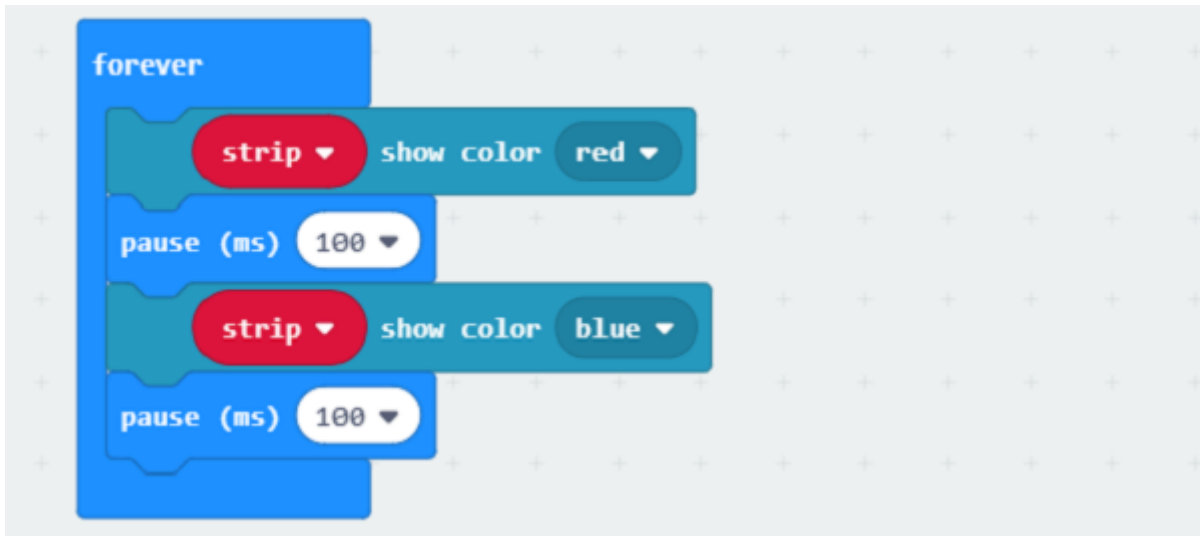 forever
strip show color red
pause (ms) 100
strip show color blue
pause (ms) 100